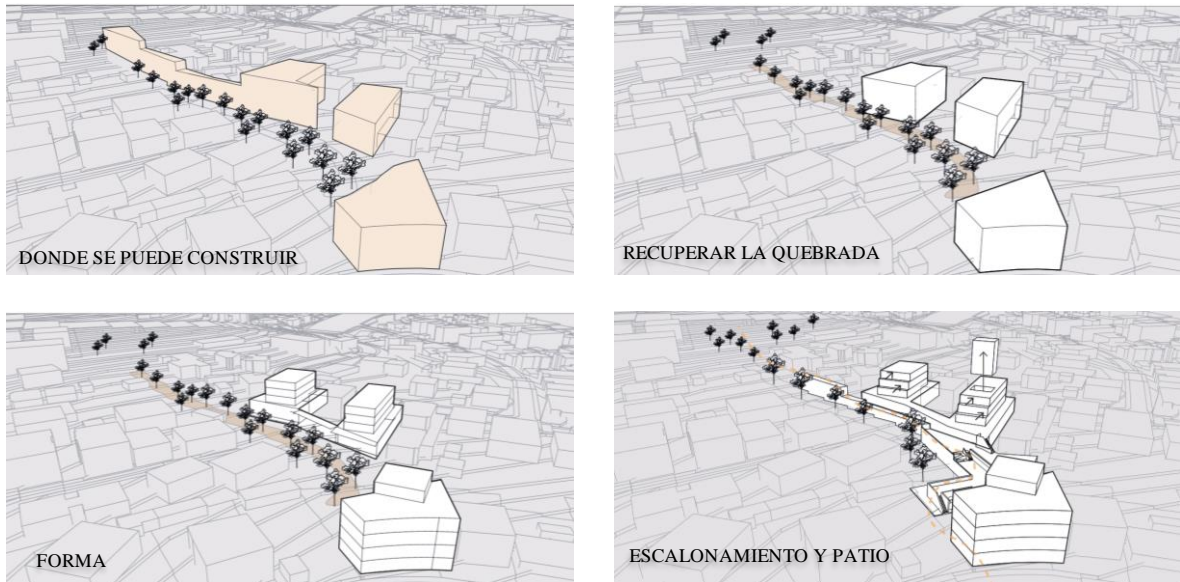 DONDE SE PUEDE CONSTRUIR
RECUPERAR LA QUEBRADA
FORMA
ESCALONAMIENTO Y PATIO